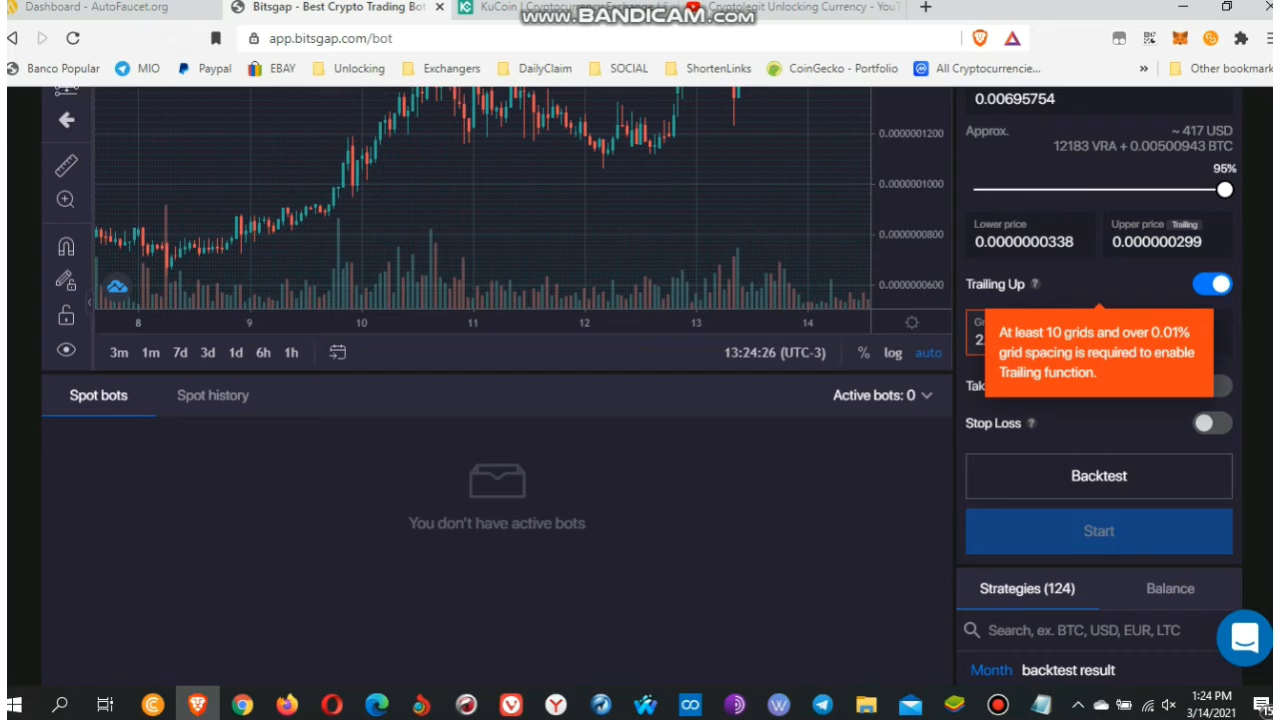 Dashboard - AutoFaucet.org
Bitsgap - Best Crypto Trading Bot
KuCoin | Cryptocurrency Exchange
Cryptolegit Unlocking Currency - YouT
www.BANDICAM.com
app.bitsgap.com/bot
Banco Popular
MIO
Paypal
EBAY
Unlocking
Exchangers
DailyClaim
SOCIAL
ShortenLinks
CoinGecko - Portfolio
All Cryptocurrencie...
»
Other bookmark
0.00695754
Approx.
~ 417 USD
12183 VRA + 0.00500943 BTC
95%
Lower price
0.0000000338
Upper price Trailing
0.000000299
Trailing Up ?
At least 10 grids and over 0.01%
grid spacing is required to enable
Trailing function.
Gr
2.
Tak
Stop Loss ?
Backtest
Start
Strategies (124)
Balance
Search, ex. BTC, USD, EUR, LTC
Month backtest result
0.0000001200
0.0000001000
0.0000000800
0.0000000600
8 9 10 11 12 13 14
3m 1m 7d 3d 1d 6h 1h
13:24:26 (UTC-3) % log auto
Spot bots
Spot history
Active bots: 0
You don't have active bots
1:24 PM
3/14/2021
15